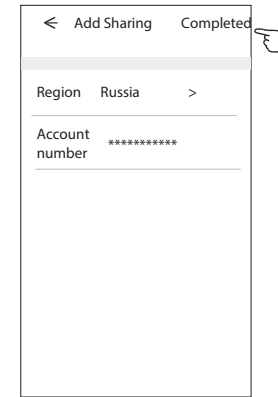 ← Add Sharing Completed
Region Russia >
Account
number ***********